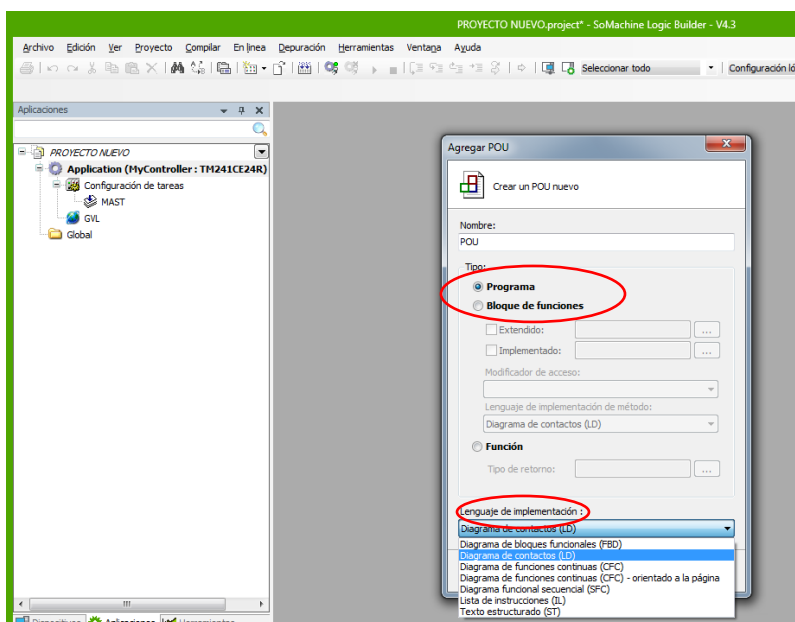 PROYECTO NUEVO.project* - SoMachine Logic Builder - V4.3
Archivo Edición Ver Proyecto Compilar En línea Depuración Herramientas Ventana Ayuda
Seleccionar todo Configuración ló
Aplicaciones
PROYECTO NUEVO
Application (MyController : TM241CE24R)
Configuración de tareas
MAST
GVL
Global
Agregar POU
Crear un POU nuevo
Nombre:
POU
Tipo:
Programa
Bloque de funciones
Extendido: ...
Implementado: ...
Modificador de acceso:
Lenguaje de implementación de método:
Diagrama de contactos (LD)
Función
Tipo de retorno: ...
Lenguaje de implementación :
Diagrama de contactos (LD)
Diagrama de bloques funcionales (FBD)
Diagrama de contactos (LD)
Diagrama de funciones continuas (CFC)
Diagrama de funciones continuas (CFC) - orientado a la página
Diagrama funcional secuencial (SFC)
Lista de instrucciones (IL)
Texto estructurado (ST)
Dispositivos Aplicaciones Herramientas